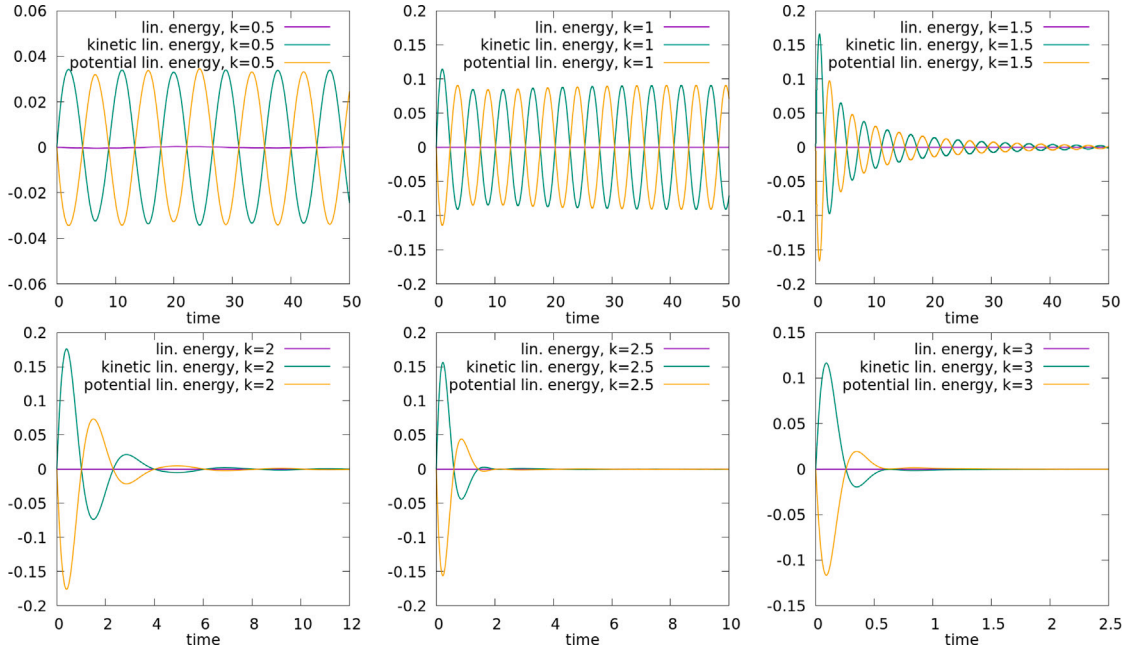 0.06
0.04
0.02
0
-0.02
-0.04
-0.06
lin. energy, k=0.5
kinetic lin. energy, k=0.5
potential lin. energy, k=0.5
0 10 20 30 40 50
time
0.2
0.15
0.1
0.05
0
-0.05
-0.1
-0.15
-0.2
lin. energy, k=1
kinetic lin. energy, k=1
potential lin. energy, k=1
0 10 20 30 40 50
time
0.2
0.15
0.1
0.05
0
-0.05
-0.1
-0.15
-0.2
lin. energy, k=1.5
kinetic lin. energy, k=1.5
potential lin. energy, k=1.5
0 10 20 30 40 50
time
0.2
0.15
0.1
0.05
0
-0.05
-0.1
-0.15
-0.2
lin. energy, k=2
kinetic lin. energy, k=2
potential lin. energy, k=2
0 2 4 6 8 10 12
time
0.2
0.15
0.1
0.05
0
-0.05
-0.1
-0.15
-0.2
lin. energy, k=2.5
kinetic lin. energy, k=2.5
potential lin. energy, k=2.5
0 2 4 6 8 10
time
0.15
0.1
0.05
0
-0.05
-0.1
-0.15
lin. energy, k=3
kinetic lin. energy, k=3
potential lin. energy, k=3
0 0.5 1 1.5 2 2.5
time